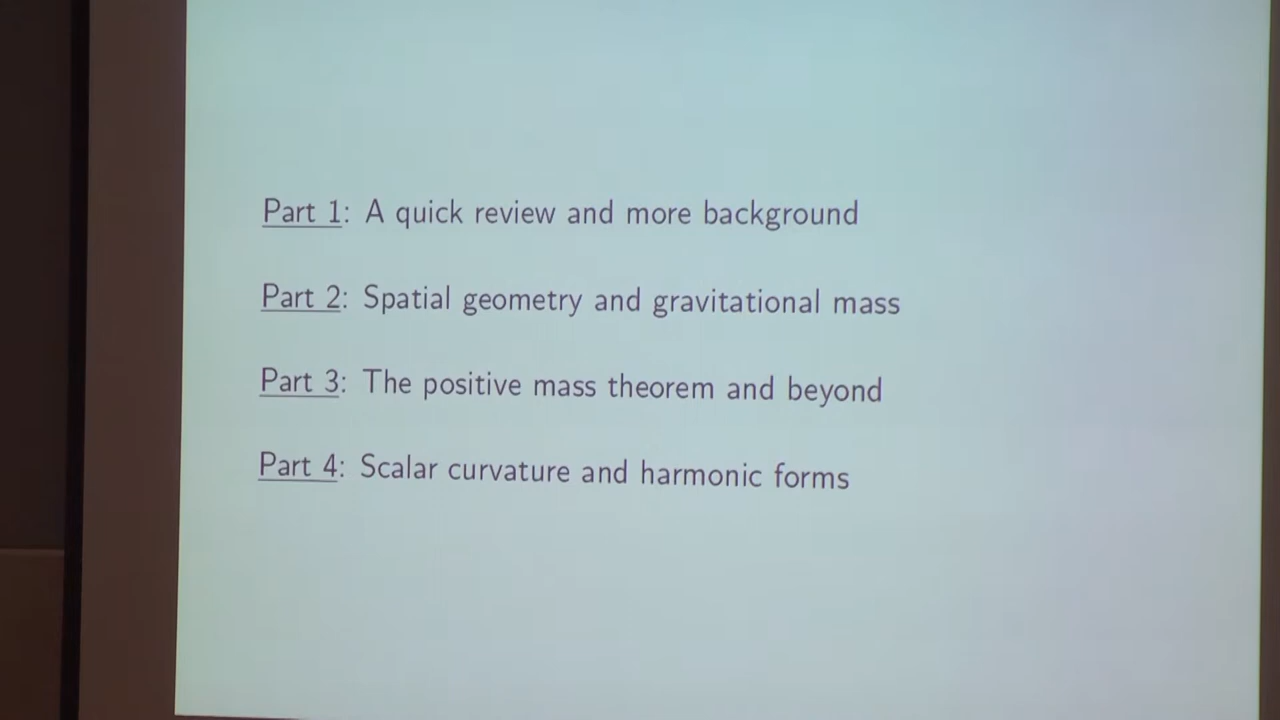 Part 1: A quick review and more background
Part 2: Spatial geometry and gravitational mass
Part 3: The positive mass theorem and beyond
Part 4: Scalar curvature and harmonic forms